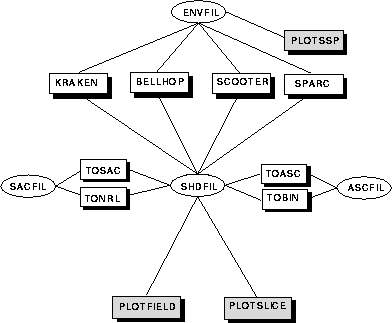 ENVFIL
PLOTSSP
KRAKEN
BELLHOP
SCOOTER
SPARC
TOSAC
TOASC
SACFIL
SHDFIL
ASCFIL
TONRL
TOBIN
PLOTFIELD
PLOTSLICE